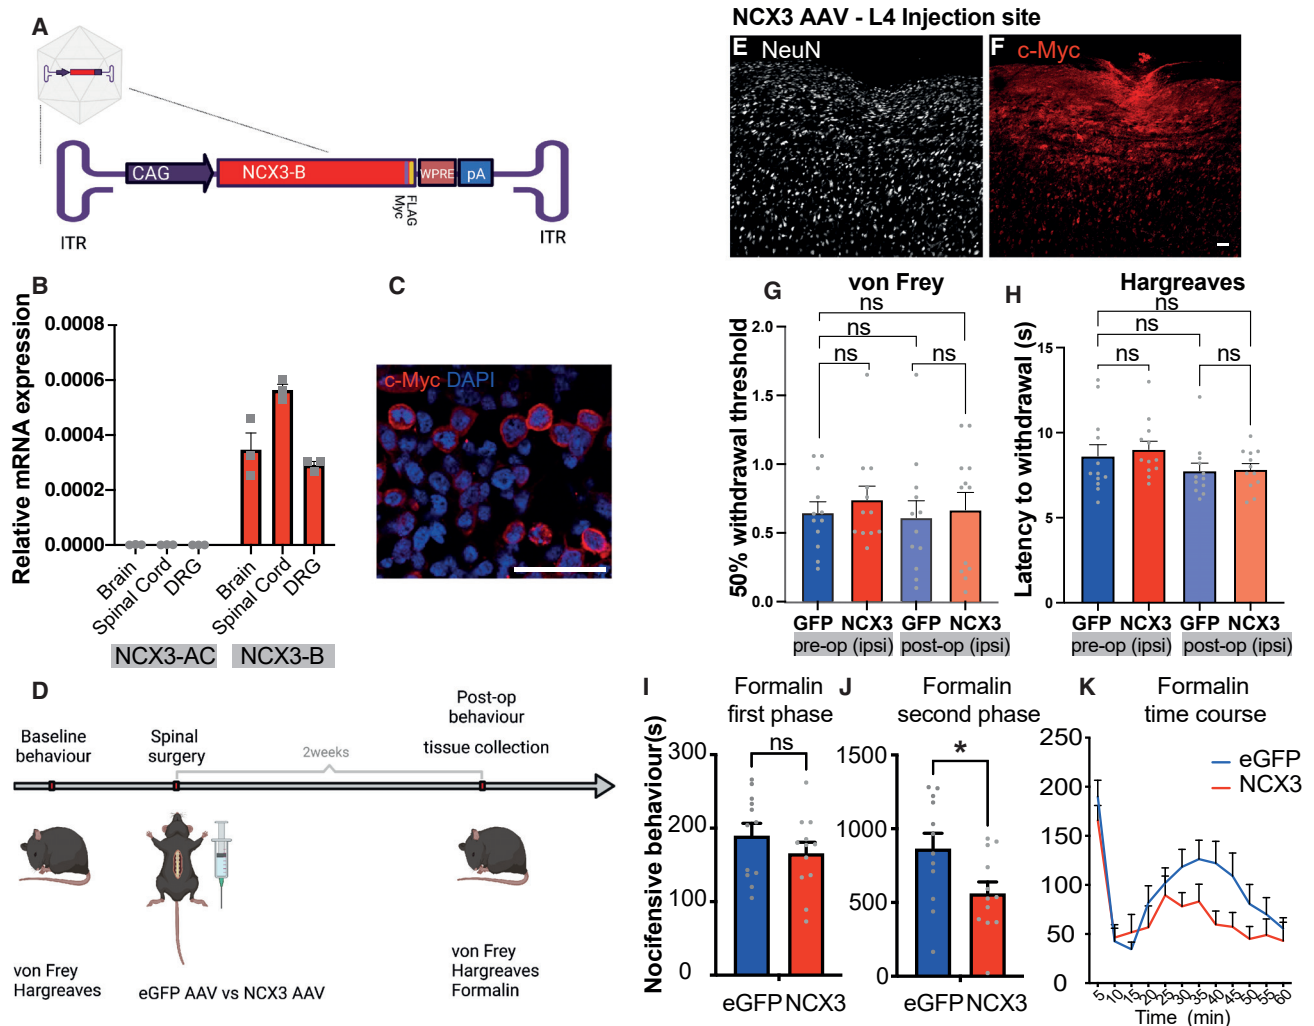 A
CAG
NCX3-B
WPRE
pA
FLAG
Myc
ITR
ITR
B
Relative mRNA expression
0.0008
0.0006
0.0004
0.0002
0.0000
Brain
Spinal Cord
DRG
Brain
Spinal Cord
DRG
NCX3-AC
NCX3-B
C
c-Myc DAPI
D
Baseline
behaviour
Spinal
surgery
2weeks
Post-op
behaviour
tissue collection
von Frey
Hargreaves
eGFP AAV vs NCX3 AAV
von Frey
Hargreaves
Formalin
NCX3 AAV - L4 Injection site
E NeuN
F c-Myc
G
von Frey
ns
ns
ns
ns
50% withdrawal threshold
2.0
1.5
1.0
0.5
0.0
GFP NCX3 GFP NCX3
pre-op (ipsi) post-op (ipsi)
H
Hargreaves
ns
ns
ns
ns
Latency to withdrawal (s)
15
10
5
0
GFP NCX3 GFP NCX3
pre-op (ipsi) post-op (ipsi)
I
Formalin
first phase
ns
Nocifensive behaviour(s)
300
200
100
0
eGFP NCX3
J
Formalin
second phase
*
1500
1000
500
0
eGFP NCX3
K
Formalin
time course
250
200
150
100
50
0
eGFP
NCX3
5 10 15 20 25 30 35 40 45 50 55 60
Time (min)